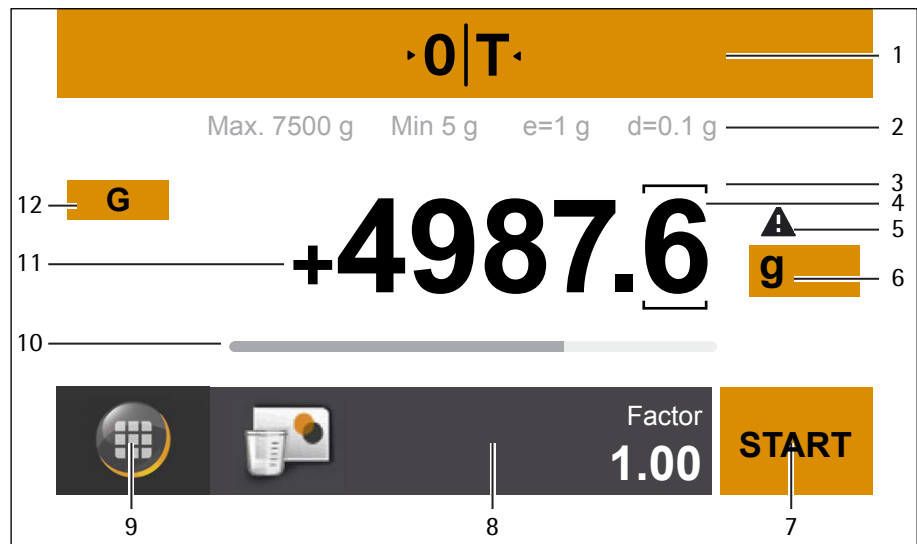 0|T 1
Max. 7500 g Min 5 g e=1 g d=0.1 g 2
3
12 G 4
5
11 +4987.6 g 6
10
Factor
1.00 START
9 8 7